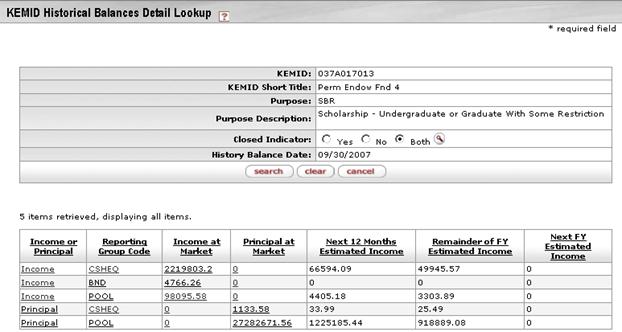 KEMID Historical Balances Detail Lookup ?
* required field
KEMID: 037A017013
KEMID Short Title: Perm Endow Fnd 4
Purpose: SBR
Purpose Description: Scholarship - Undergraduate or Graduate With Some Restriction
Closed Indicator: Yes No Both
History Balance Date: 09/30/2007
search clear cancel
5 items retrieved, displaying all items.
Income or Principal Reporting Group Code Income at Market Principal at Market Next 12 Months Estimated Income Remainder of FY Estimated Income Next FY Estimated Income
Income CSHEQ 2219803.2 0 66594.09 49945.57 0
Income BND 4766.26 0 0 0 0
Income POOL 98095.58 0 4405.18 3303.89 0
Principal CSHEQ 0 1133.58 33.99 25.49 0
Principal POOL 0 27282671.56 1225185.44 918889.08 0